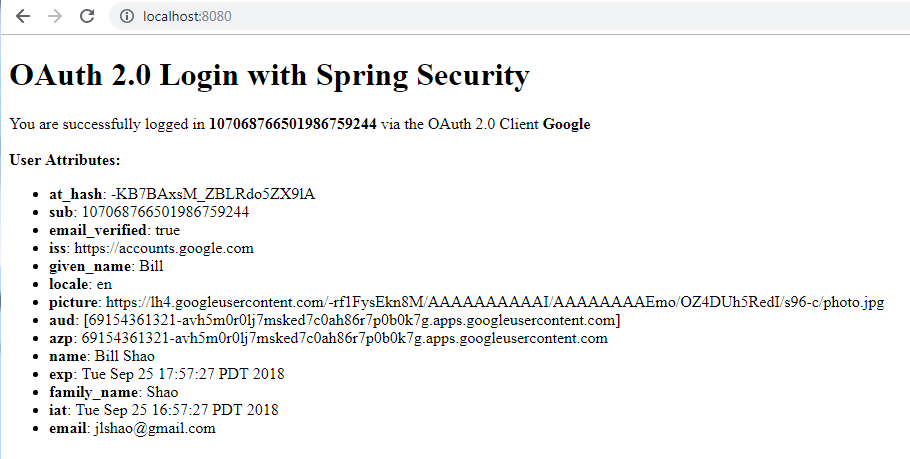 localhost:8080
OAuth 2.0 Login with Spring Security
You are successfully logged in 107068766501986759244 via the OAuth 2.0 Client Google
User Attributes:
at_hash: -KB7BAxsM_ZBLRdo5ZX9lA
sub: 107068766501986759244
email_verified: true
iss: https://accounts.google.com
given_name: Bill
locale: en
picture: https://lh4.googleusercontent.com/-rf1FysEkn8M/AAAAAAAAAAI/AAAAAAAAEmo/OZ4DUh5RedI/s96-c/photo.jpg
aud: [69154361321-avh5m0r0lj7msked7c0ah86r7p0b0k7g.apps.googleusercontent.com]
azp: 69154361321-avh5m0r0lj7msked7c0ah86r7p0b0k7g.apps.googleusercontent.com
name: Bill Shao
exp: Tue Sep 25 17:57:27 PDT 2018
family_name: Shao
iat: Tue Sep 25 16:57:27 PDT 2018
email: jlshao@gmail.com